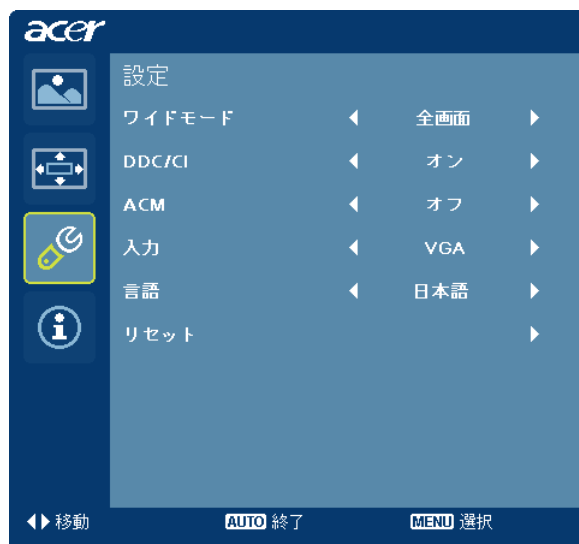 acer
設定
ワイドモード 全画面
DDC/CI オン
ACM オフ
入力 VGA
言語 日本語
リセット
移動 AUTO 終了 MENU 選択